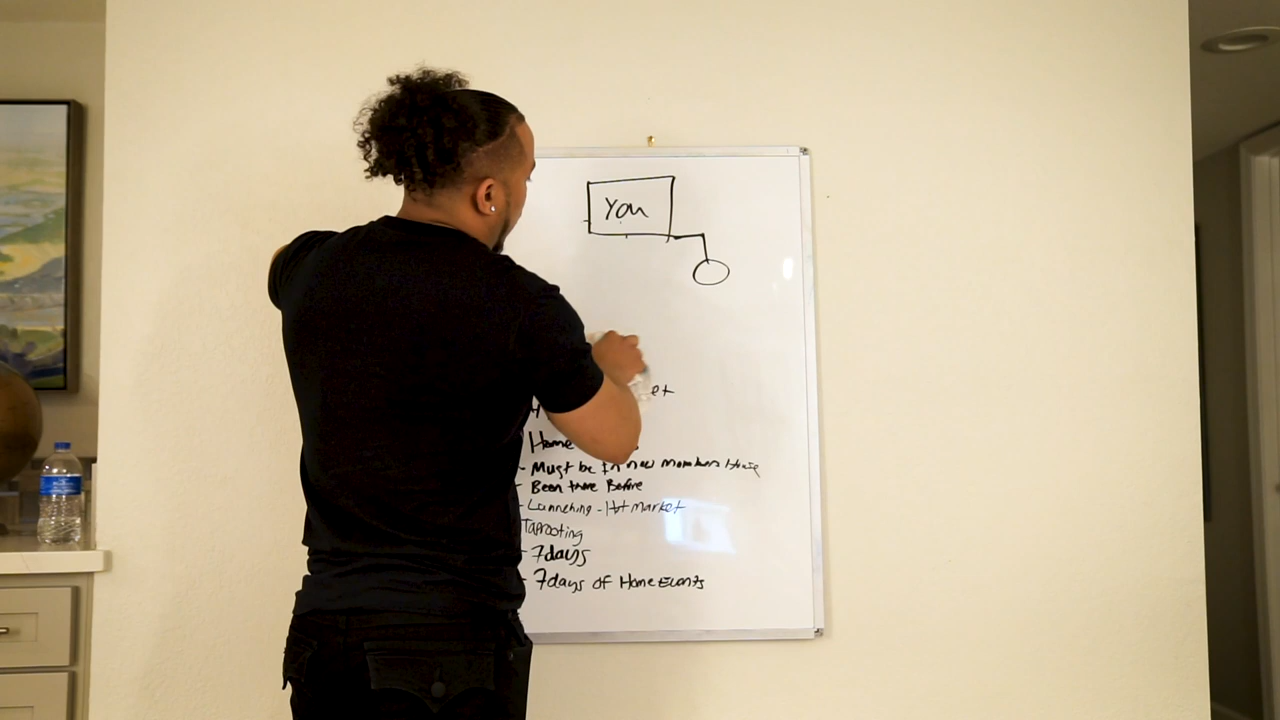 You
et
H
Home
- Must be in new members House
- Been there Before
- Launching - Hot market
Taprooting
- 7days
- 7days of Home Events